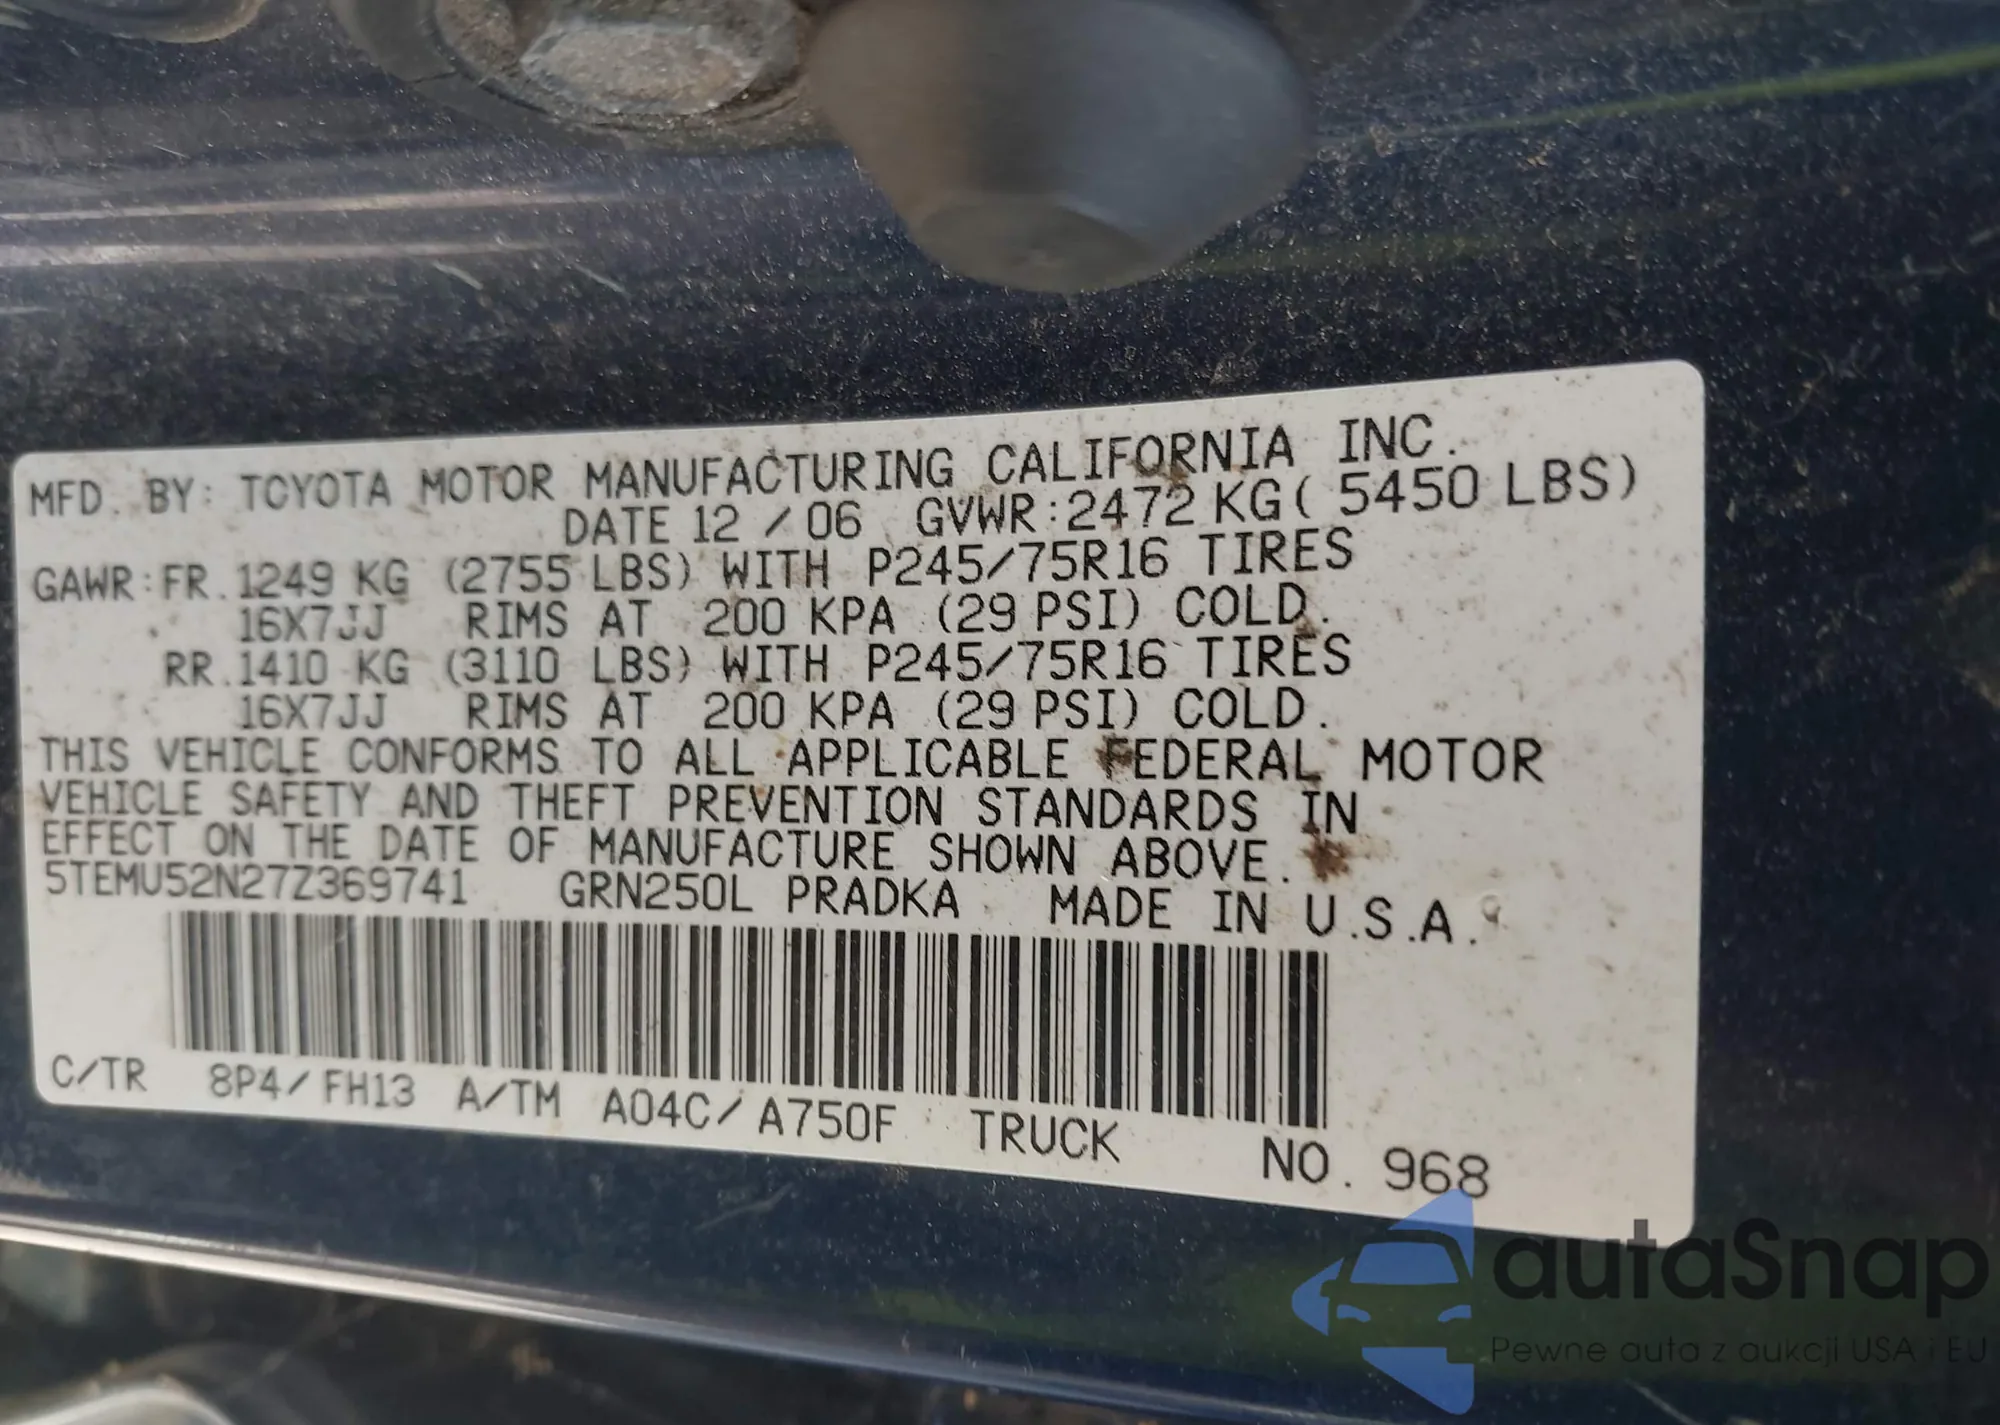 MFD. BY: TOYOTA MOTOR MANUFACTURING CALIFORNIA INC.
DATE 12 / 06 GVWR:2472 KG( 5450 LBS)
GAWR:FR.1249 KG (2755 LBS) WITH P245/75R16 TIRES
16X7JJ RIMS AT 200 KPA (29 PSI) COLD.
RR.1410 KG (3110 LBS) WITH P245/75R16 TIRES
16X7JJ RIMS AT 200 KPA (29 PSI) COLD.
THIS VEHICLE CONFORMS TO ALL APPLICABLE FEDERAL MOTOR
VEHICLE SAFETY AND THEFT PREVENTION STANDARDS IN
EFFECT ON THE DATE OF MANUFACTURE SHOWN ABOVE.
5TEMU52N27Z369741 GRN250L PRADKA MADE IN U.S.A.
C/TR 8P4/FH13 A/TM A04C/A750F TRUCK NO. 968
autaSnap
Pewne auta z aukcji USA i EU